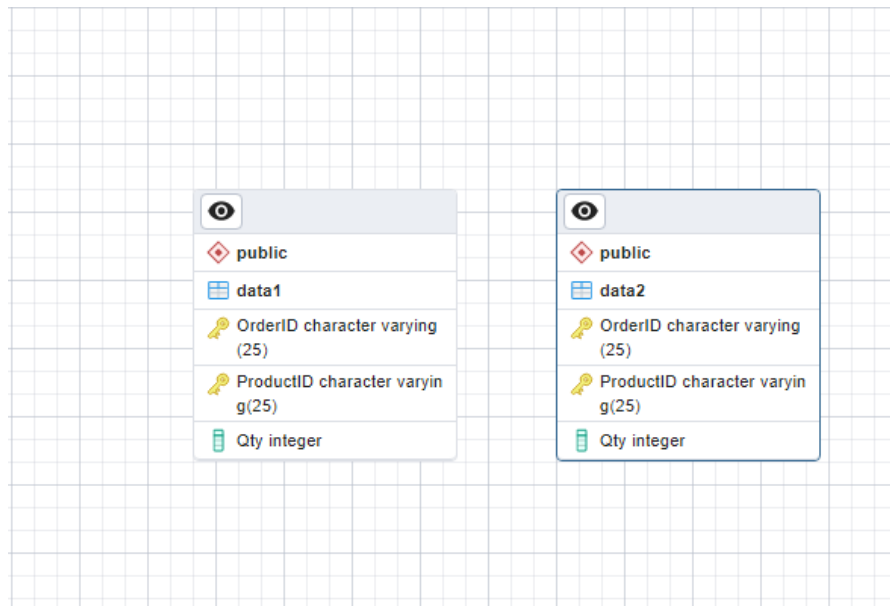 public
data1
OrderID character varying
(25)
ProductID character varyin
g(25)
Qty integer
public
data2
OrderID character varying
(25)
ProductID character varyin
g(25)
Qty integer